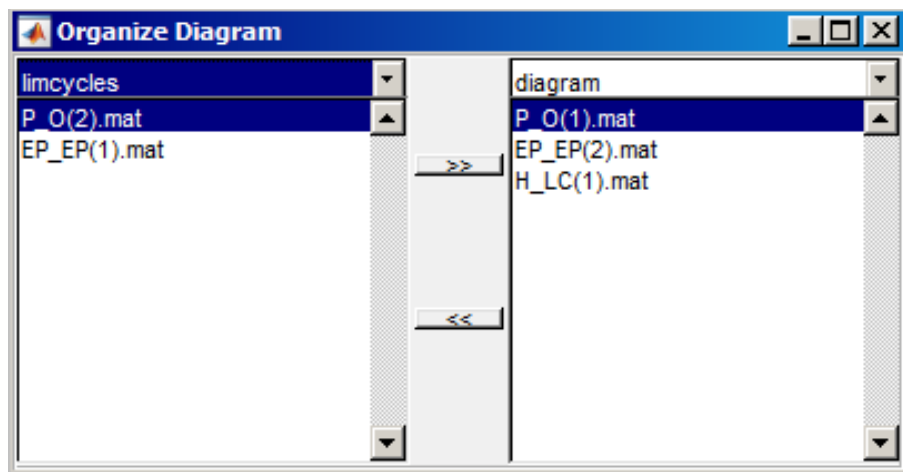 Organize Diagram
limcycles
P_O(2).mat
EP_EP(1).mat
>>
<<
diagram
P_O(1).mat
EP_EP(2).mat
H_LC(1).mat